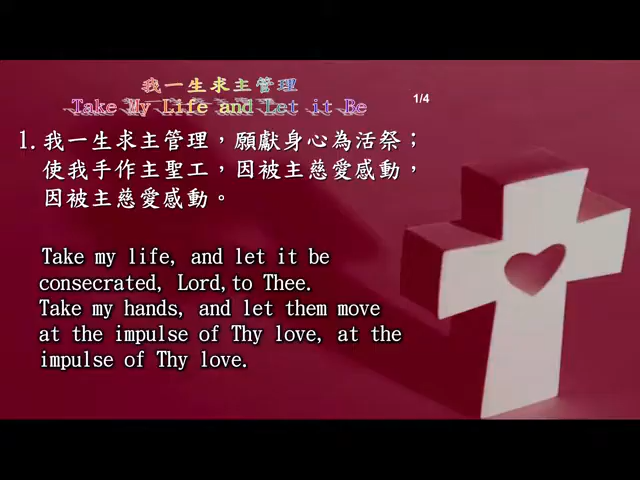 我一生求主管理
Take My Life and Let it Be
1/4
1.我一生求主管理，願獻身心為活祭；
使我手作主聖工，因被主慈愛感動，
因被主慈愛感動。
Take my life, and let it be
consecrated, Lord,to Thee.
Take my hands, and let them move
at the impulse of Thy love, at the
impulse of Thy love.